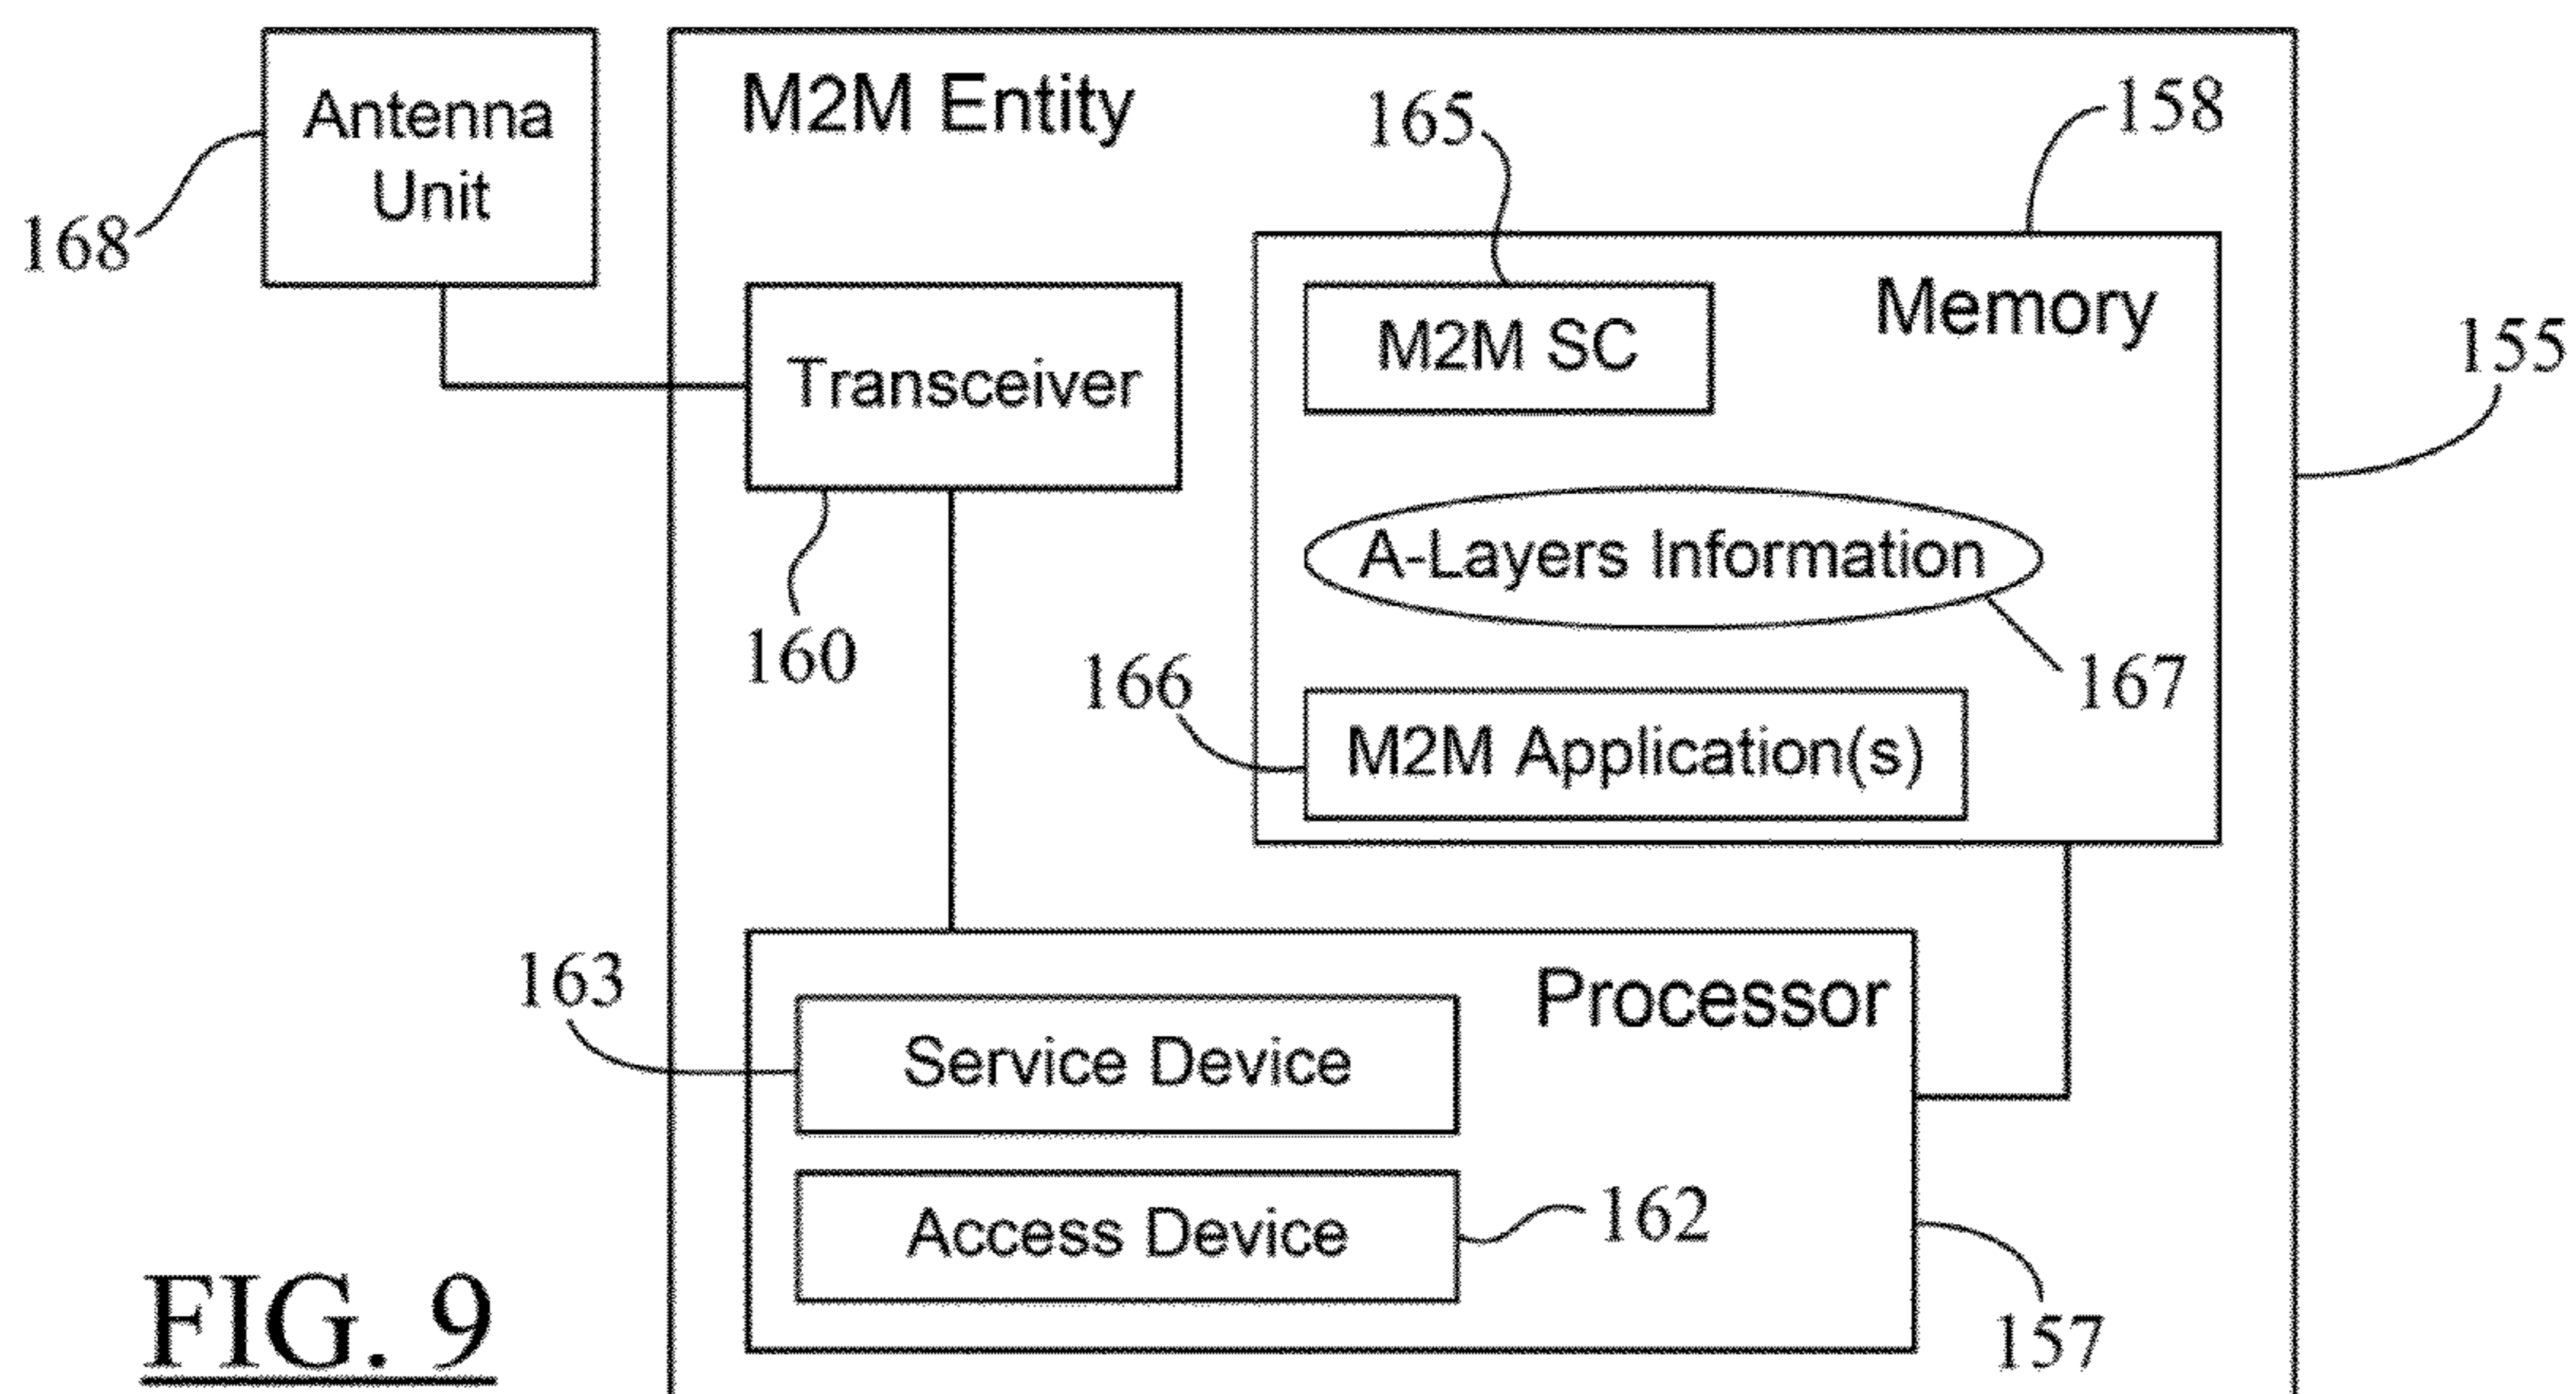 Antenna
Unit
168
M2M Entity
165
158
M2M SC
Memory
155
Transceiver
160
A-Layers Information
167
166
M2M Application(s)
163
Processor
Service Device
Access Device
162
157
FIG. 9